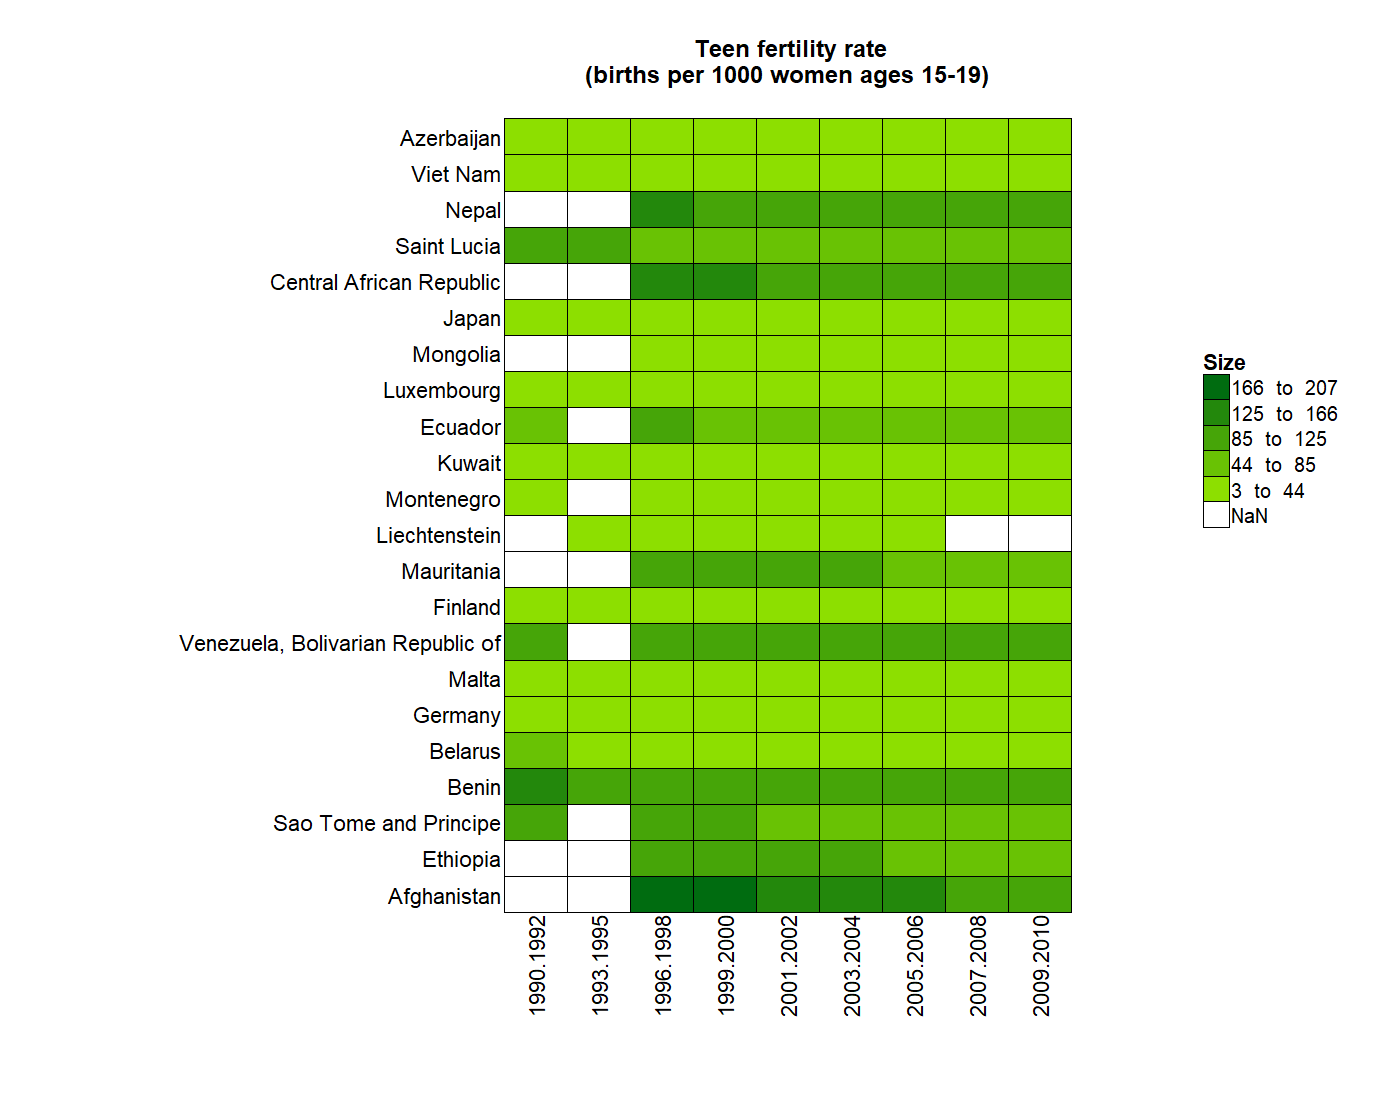 Teen fertility rate
(births per 1000 women ages 15-19)
Azerbaijan
Viet Nam
Nepal
Saint Lucia
Central African Republic
Japan
Mongolia
Luxembourg
Ecuador
Kuwait
Montenegro
Liechtenstein
Mauritania
Finland
Venezuela, Bolivarian Republic of
Malta
Germany
Belarus
Benin
Sao Tome and Principe
Ethiopia
Afghanistan
1990.1992
1993.1995
1996.1998
1999.2000
2001.2002
2003.2004
2005.2006
2007.2008
2009.2010
Size
166 to 207
125 to 166
85 to 125
44 to 85
3 to 44
NaN